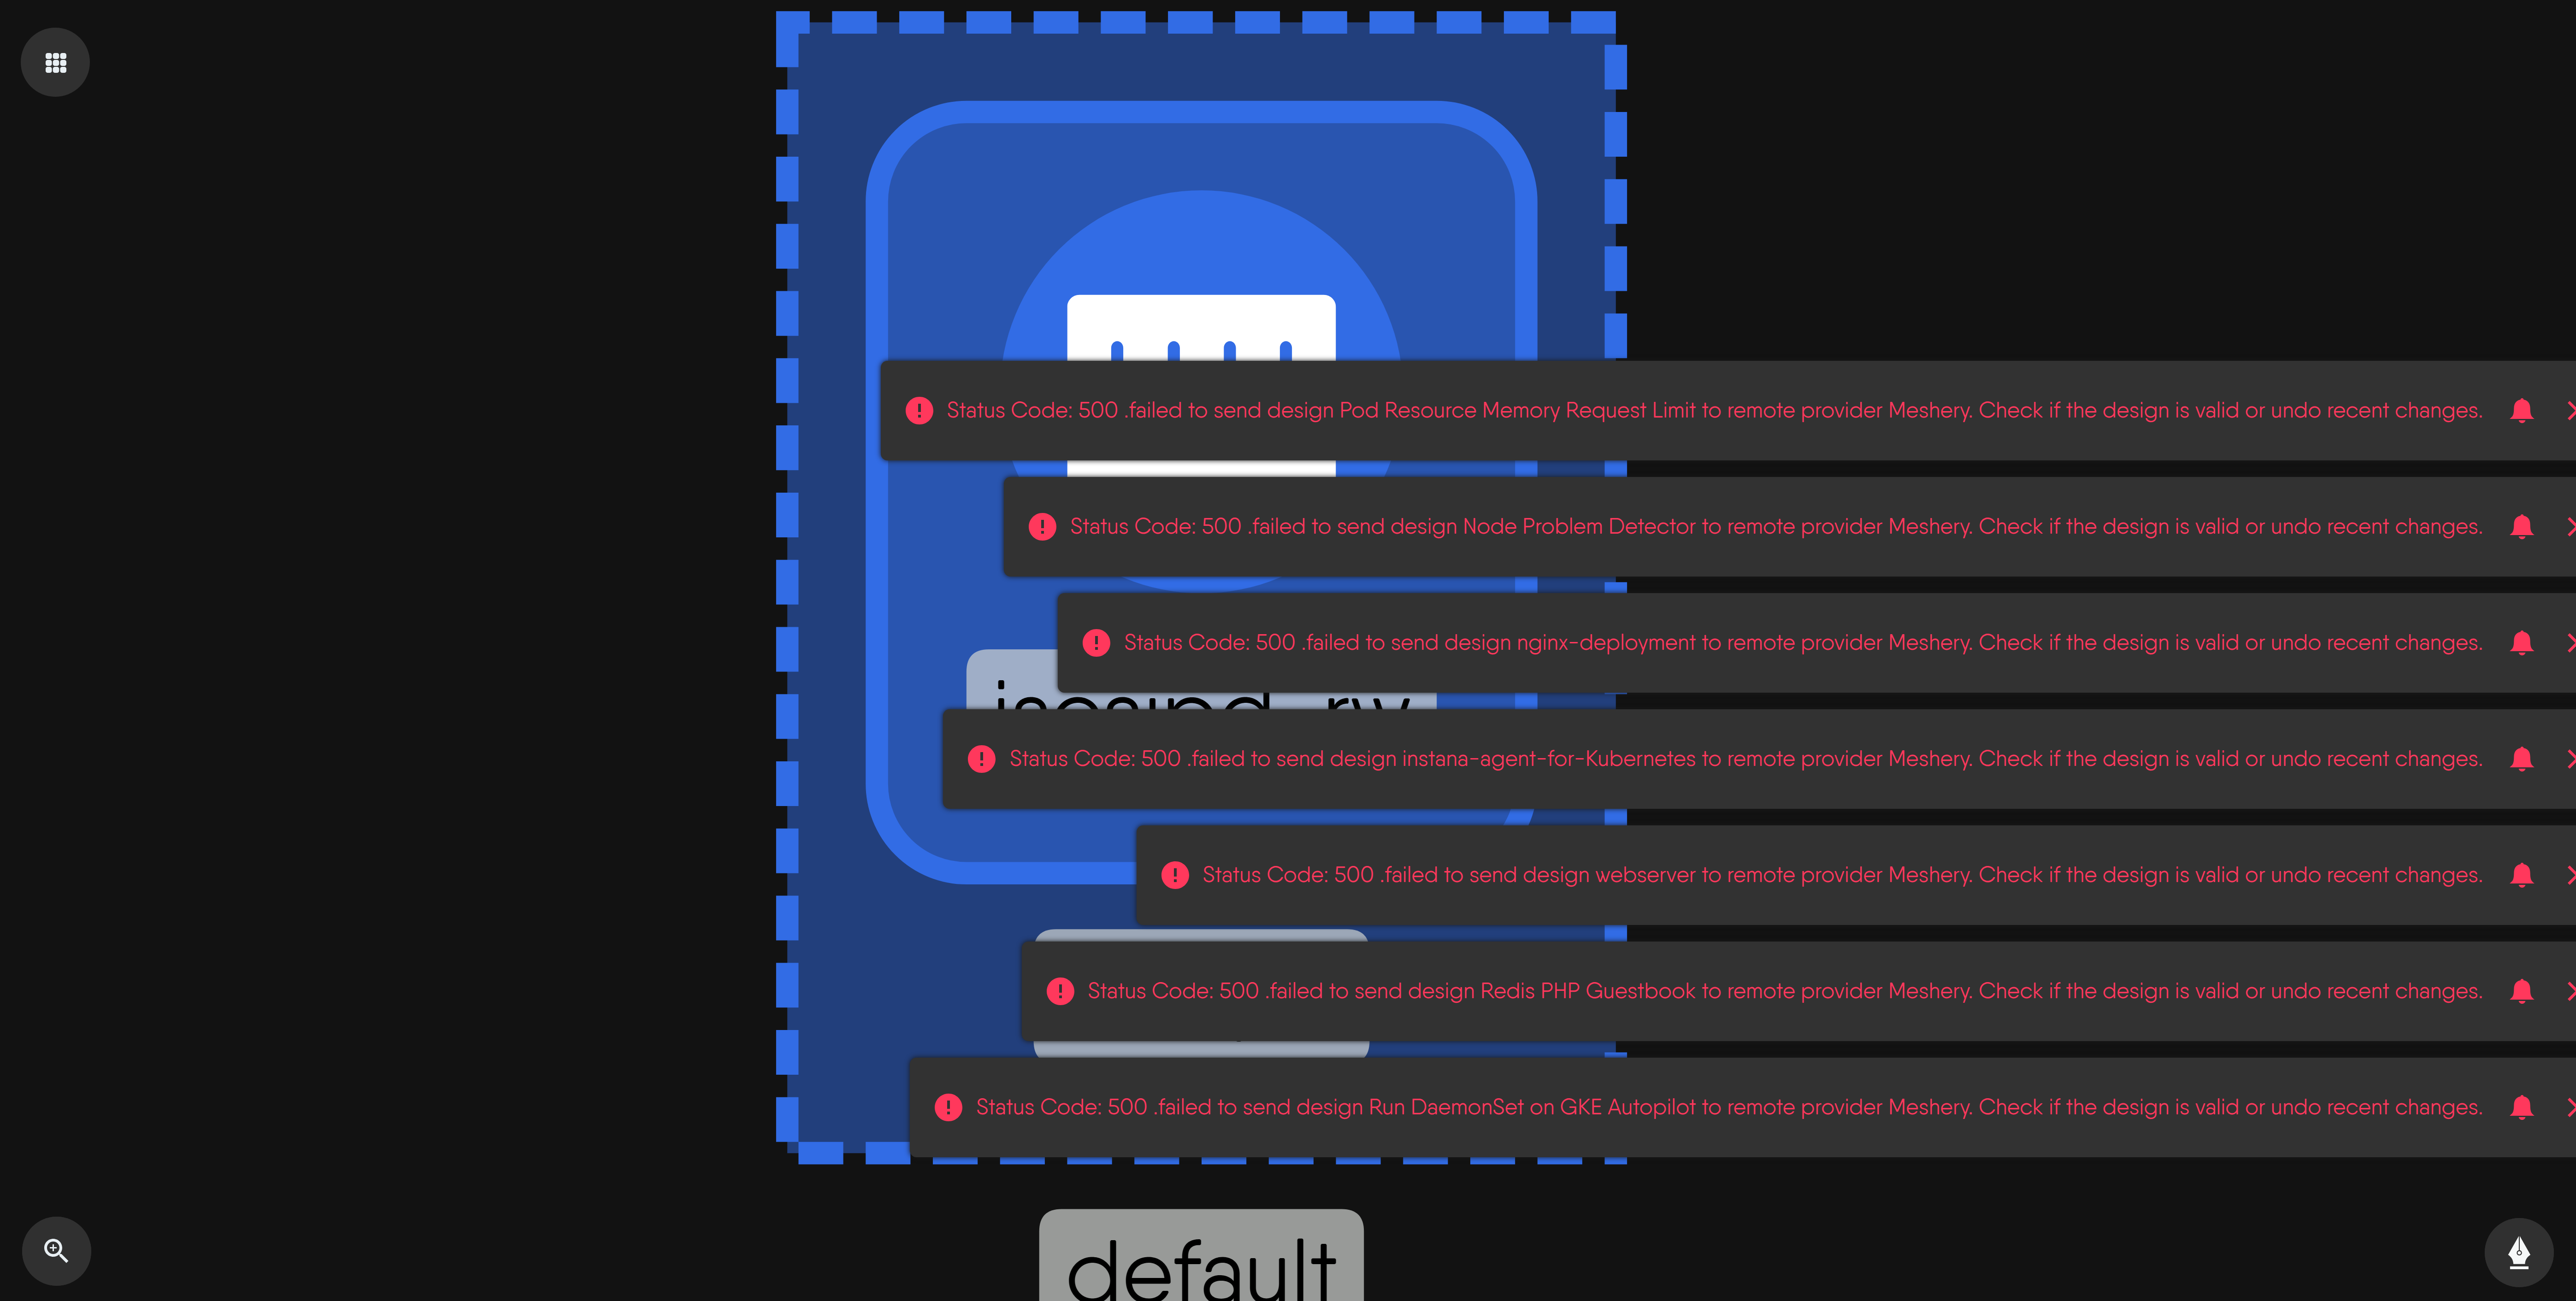 Status Code: 500 .failed to send design Pod Resource Memory Request Limit to remote provider Meshery. Check if the design is valid or undo recent changes.
Status Code: 500 .failed to send design Node Problem Detector to remote provider Meshery. Check if the design is valid or undo recent changes.
Status Code: 500 .failed to send design nginx-deployment to remote provider Meshery. Check if the design is valid or undo recent changes.
Status Code: 500 .failed to send design instana-agent-for-Kubernetes to remote provider Meshery. Check if the design is valid or undo recent changes.
Status Code: 500 .failed to send design webserver to remote provider Meshery. Check if the design is valid or undo recent changes.
Status Code: 500 .failed to send design Redis PHP Guestbook to remote provider Meshery. Check if the design is valid or undo recent changes.
Status Code: 500 .failed to send design Run DaemonSet on GKE Autopilot to remote provider Meshery. Check if the design is valid or undo recent changes.
default